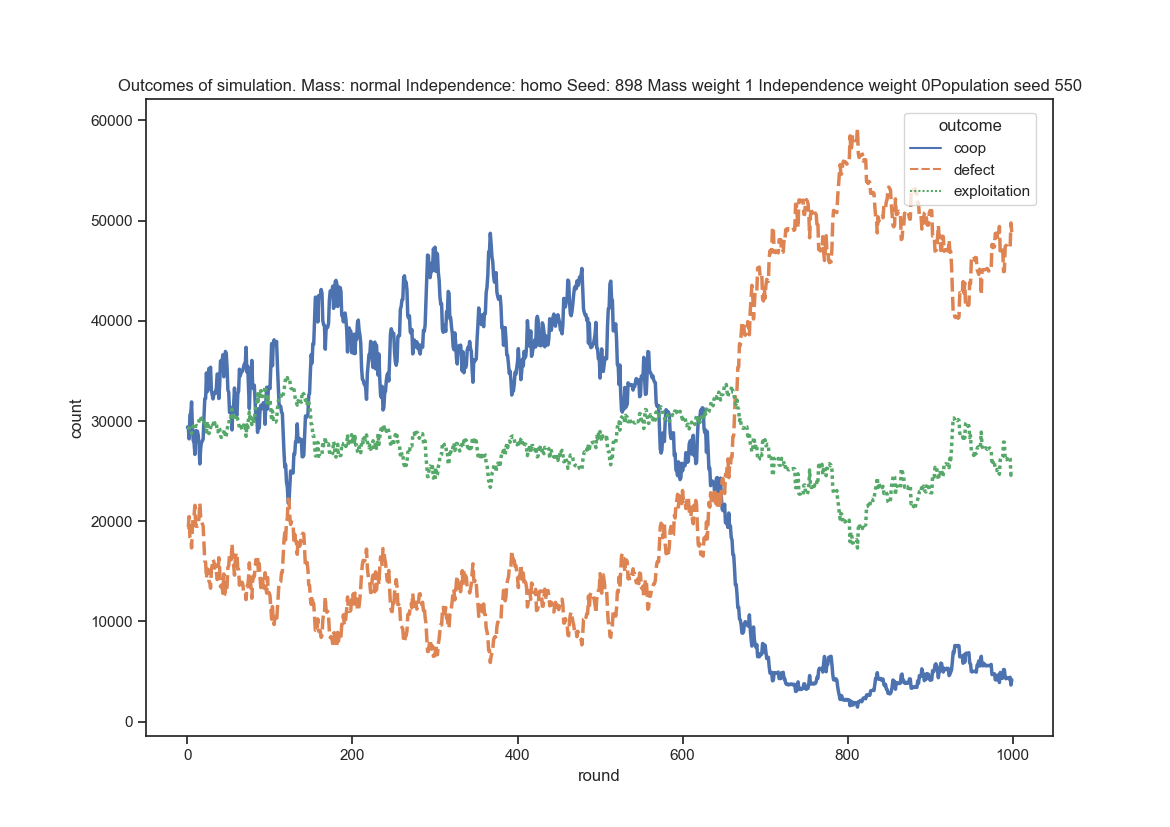 Outcomes of simulation. Mass: normal Independence: homo Seed: 898 Mass weight 1 Independence weight 0Population seed 550
outcome
coop
defect
exploitation
60000
50000
40000
30000
20000
10000
0
count
0 200 400 600 800 1000
round